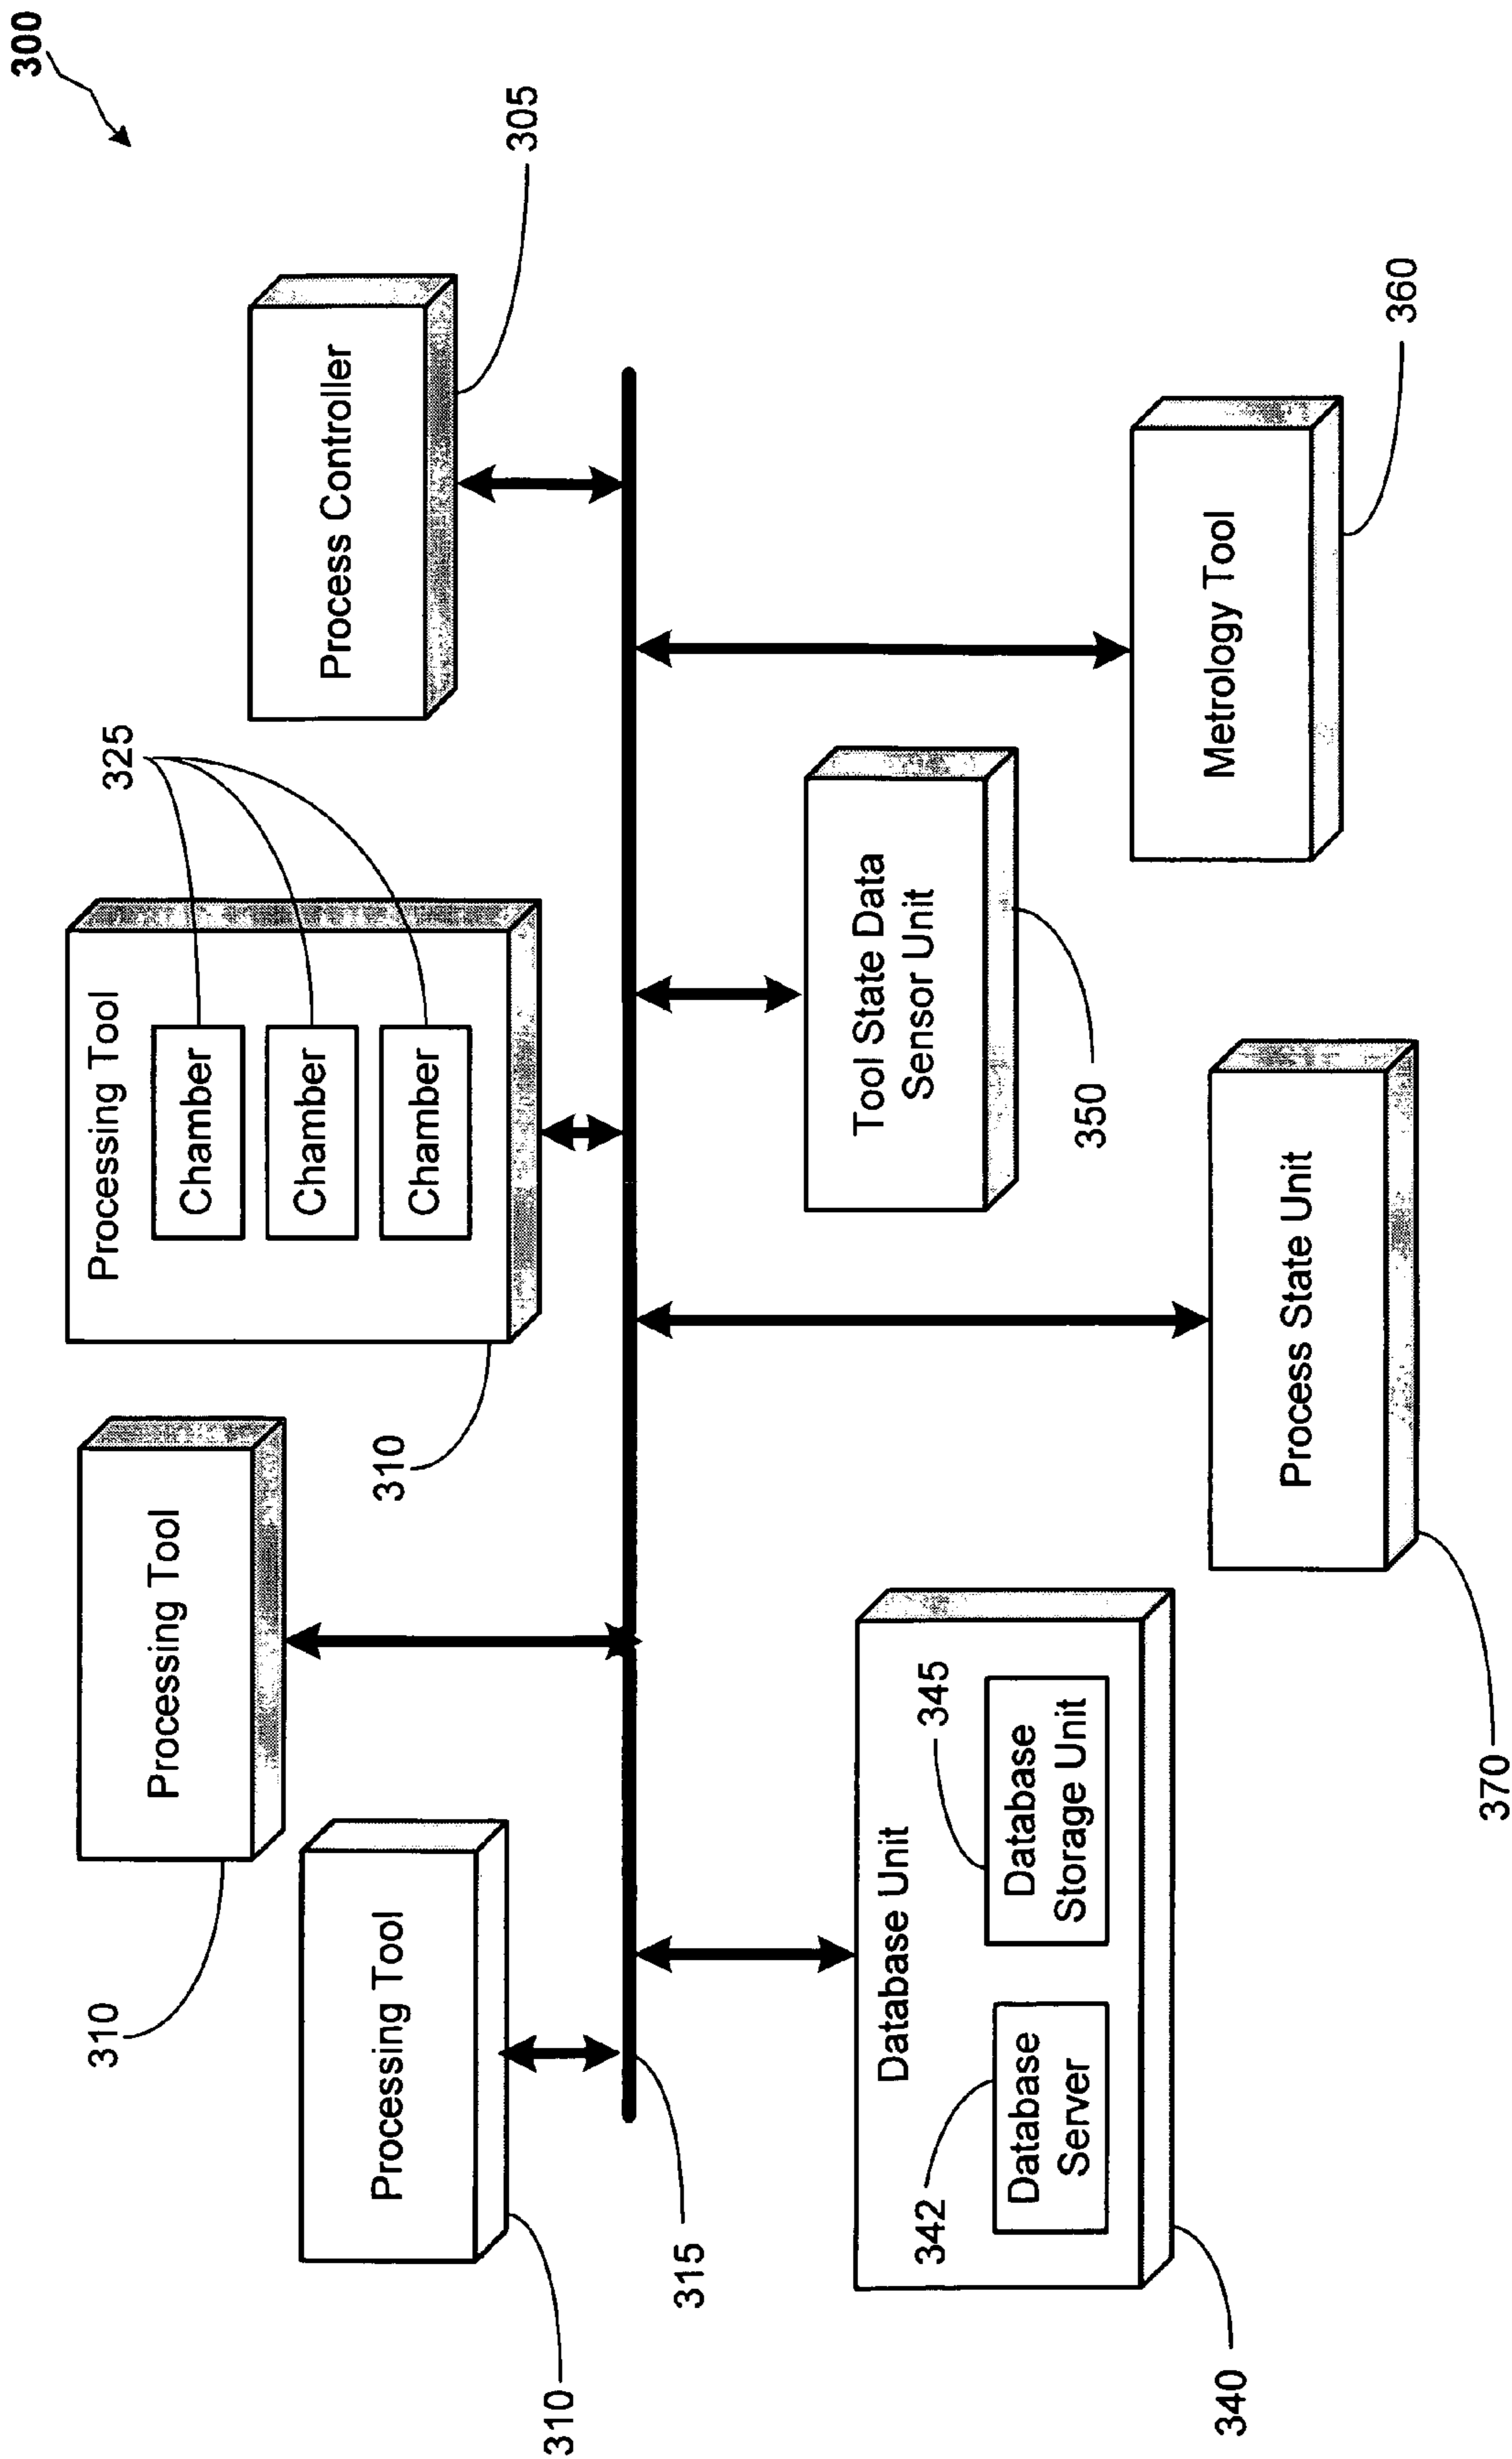 300
Processing Tool
310
Processing Tool
310
Processing Tool
Chamber
Chamber
Chamber
325
310
Process Controller
305
315
Database Unit
Database
Server
342
Database
Storage Unit
345
340
Process State Unit
370
Tool State Data
Sensor Unit
350
Metrology Tool
360